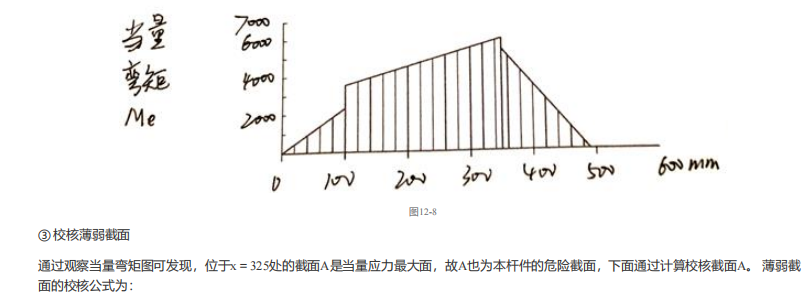 当量
弯矩
Me
7000
6000
4000
2000
0 100 200 300 400 500 600 mm
图12-8
③ 校核薄弱截面
通过观察当量弯矩图可发现，位于x = 325处的截面A是当量应力最大面，故A也为本杆件的危险截面，下面通过计算校核截面A。 薄弱截
面的校核公式为：